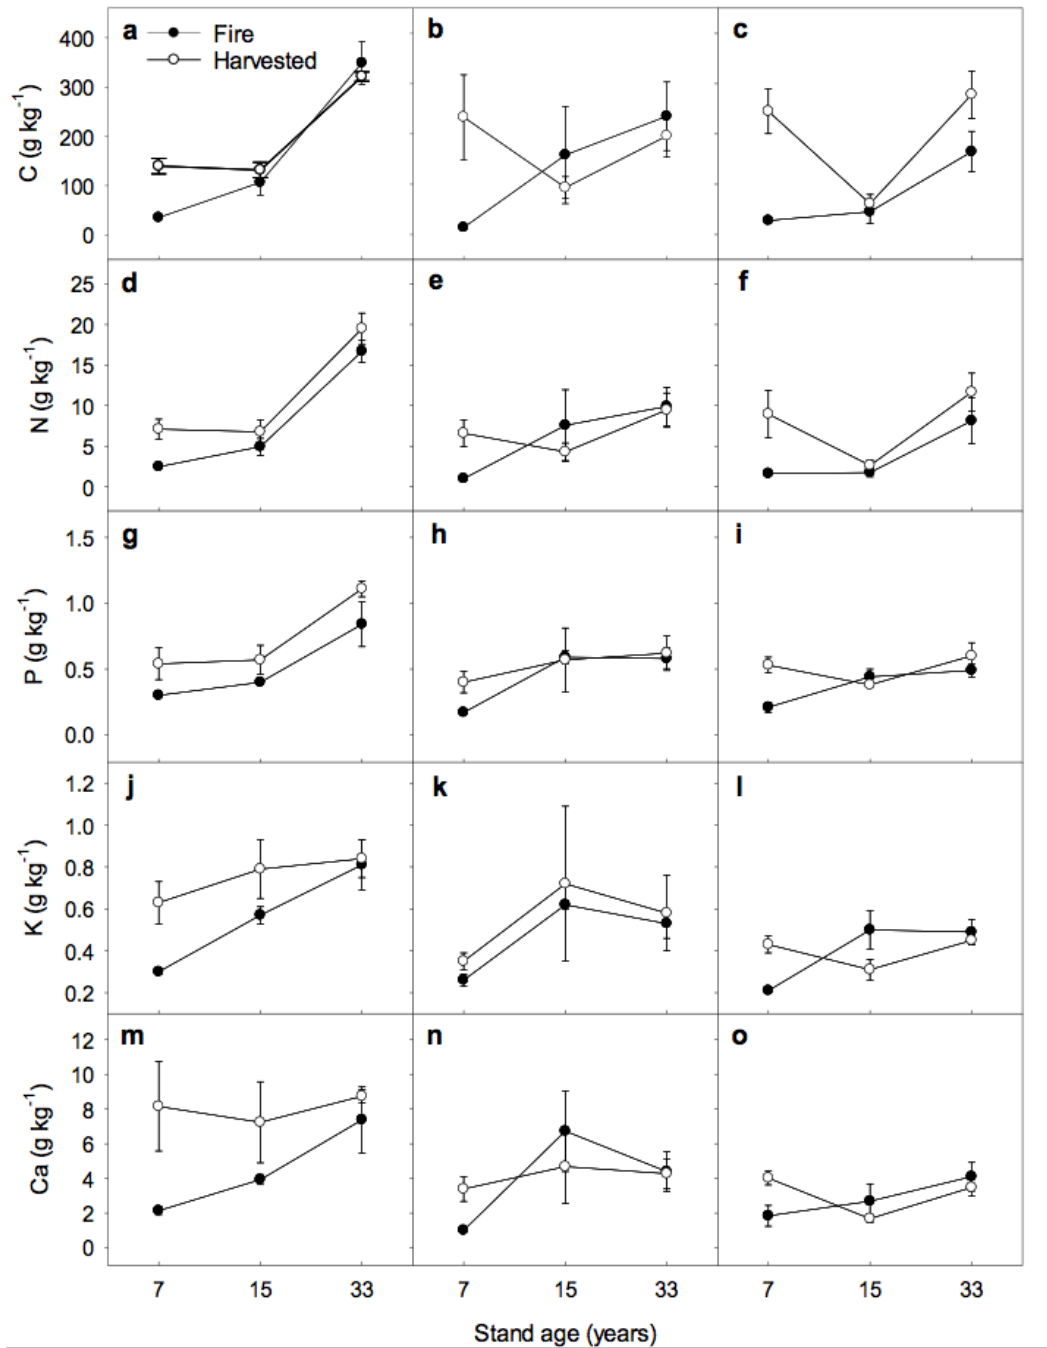 a
Fire
Harvested
b
c
C (g kg⁻¹)
400
300
200
100
0
d
e
f
N (g kg⁻¹)
25
20
15
10
5
0
g
h
i
P (g kg⁻¹)
1.5
1.0
0.5
0.0
j
k
l
K (g kg⁻¹)
1.2
1.0
0.8
0.6
0.4
0.2
m
n
o
Ca (g kg⁻¹)
12
10
8
6
4
2
0
7 15 33 7 15 33 7 15 33
Stand age (years)